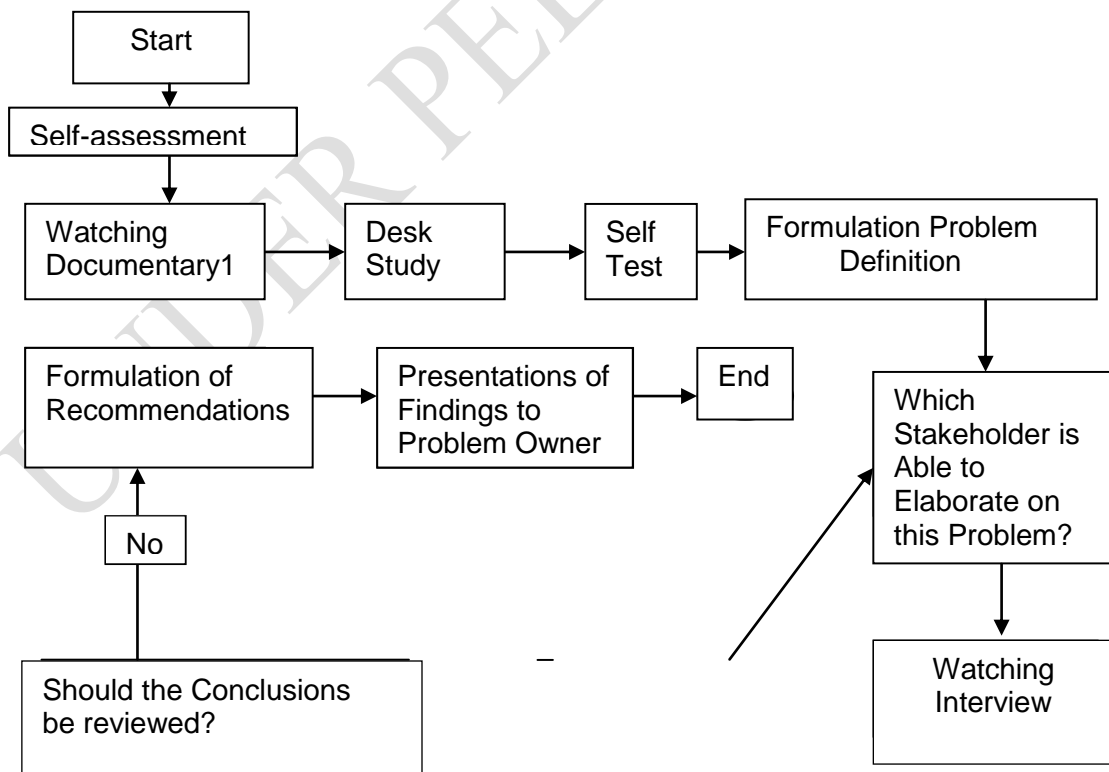 Start
Self-assessment
Watching
Documentary1
Desk
Study
Self
Test
Formulation Problem
Definition
Formulation of
Recommendations
Presentations of
Findings to
Problem Owner
End
Which
Stakeholder is
Able to
Elaborate on
this Problem?
No
Should the Conclusions
be reviewed?
Watching
Interview
UNDER